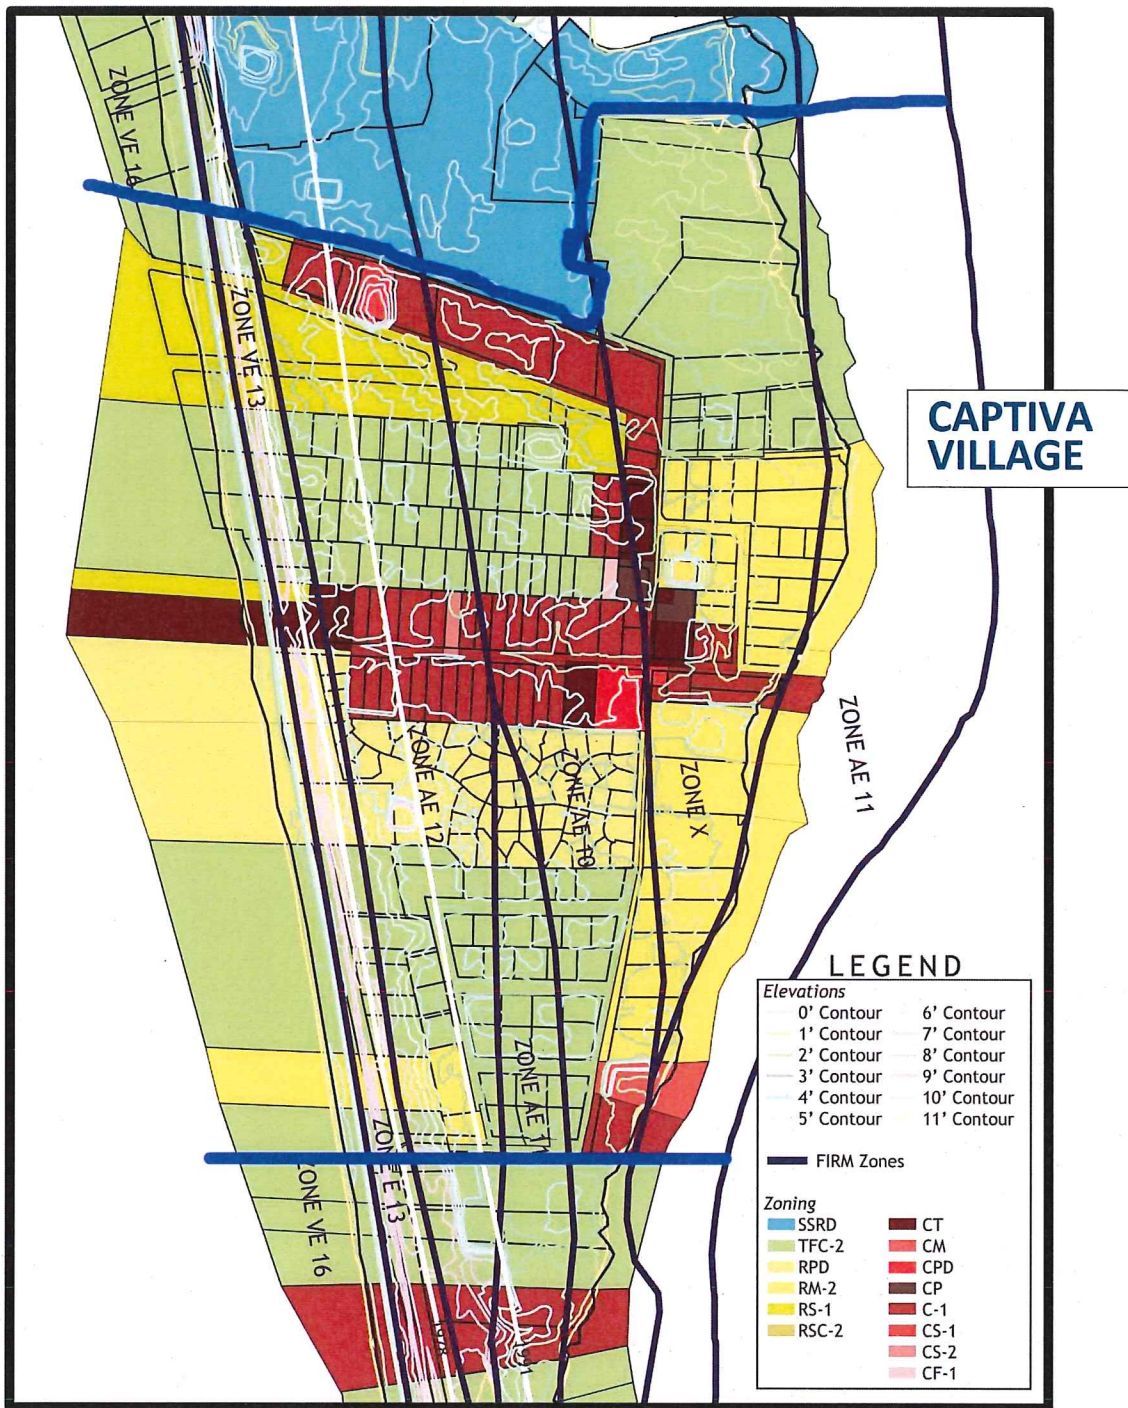 ZONE VE 16
ZONE VE 13
CAPTIVA
VILLAGE
ZONE AE 12
ZONE AE 10
ZONE X
ZONE AE 11
ZONE AE 11
ZONE VE 16
1978
1991
LEGEND
Elevations
0' Contour
1' Contour
2' Contour
3' Contour
4' Contour
5' Contour
6' Contour
7' Contour
8' Contour
9' Contour
10' Contour
11' Contour
FIRM Zones
Zoning
SSRD
TFC-2
RPD
RM-2
RS-1
RSC-2
CT
CM
CPD
CP
C-1
CS-1
CS-2
CF-1